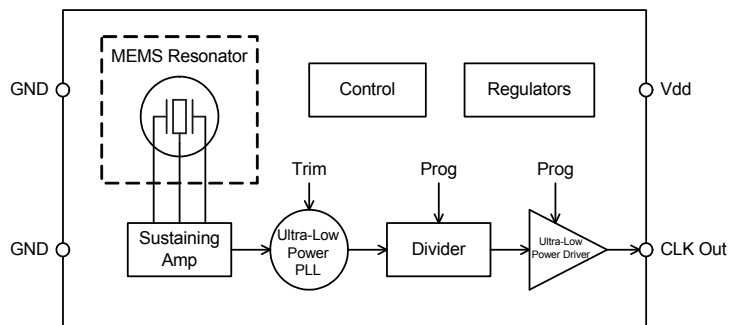 MEMS Resonator
GND
Control
Regulators
Vdd
Trim
Prog
Prog
GND
Sustaining
Amp
Ultra-Low
Power
PLL
Divider
Ultra-Low
Power Driver
CLK Out